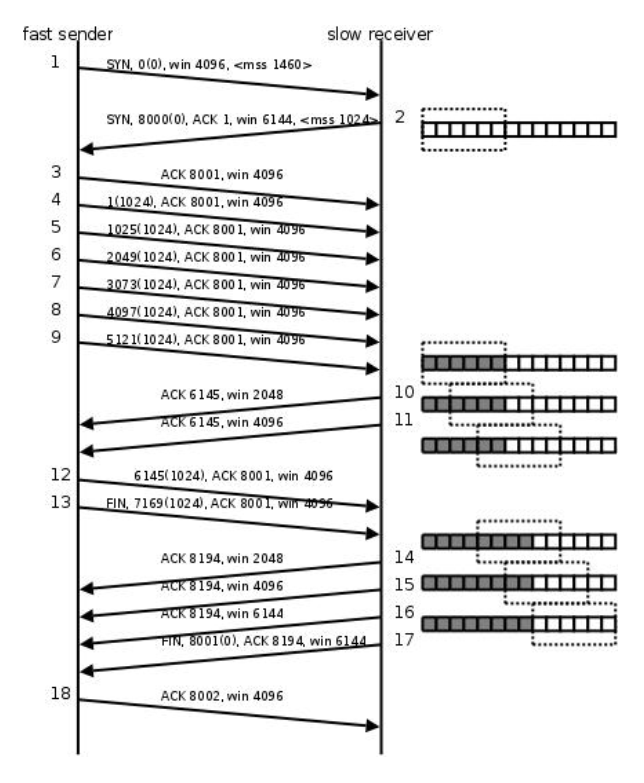 fast sender slow receiver
1 SYN, 0(0), win 4096, <mss 1460>
SYN, 8000(0), ACK 1, win 6144, <mss 1024> 2
3 ACK 8001, win 4096
4 1(1024), ACK 8001, win 4096
5 1025(1024), ACK 8001, win 4096
6 2049(1024), ACK 8001, win 4096
7 3073(1024), ACK 8001, win 4096
8 4097(1024), ACK 8001, win 4096
9 5121(1024), ACK 8001, win 4096
ACK 6145, win 2048 10
ACK 6145, win 4096 11
12 6145(1024), ACK 8001, win 4096
13 FIN, 7169(1024), ACK 8001, win 4096
ACK 8194, win 2048 14
ACK 8194, win 4096 15
ACK 8194, win 6144 16
FIN, 8001(0), ACK 8194, win 6144 17
18 ACK 8002, win 4096